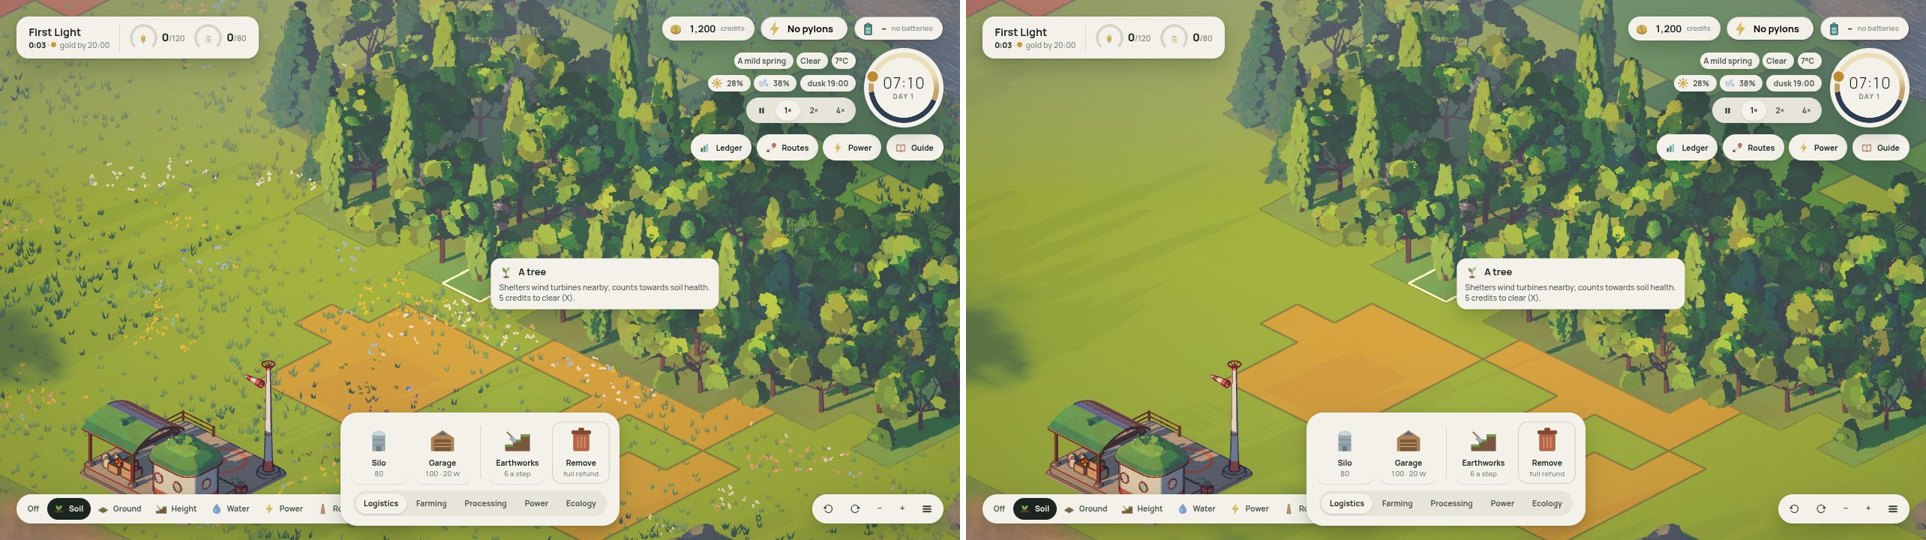 First Light
0:03 · gold by 20:00
0/120
0/80
1,200 credits
No pylons
– no batteries
A mild spring
Clear
7°C
28%
38%
dusk 19:00
1×
2×
4×
07:10
DAY 1
Ledger
Routes
Power
Guide
A tree
Shelters wind turbines nearby; counts towards soil health.
5 credits to clear (X).
Silo
80
Garage
100 · 20 W
Earthworks
6 a step
Remove
full refund
Logistics
Farming
Processing
Power
Ecology
Off
Soil
Ground
Height
Water
Power
First Light
0:03 · gold by 20:00
0/120
0/80
1,200 credits
No pylons
– no batteries
A mild spring
Clear
7°C
28%
38%
dusk 19:00
1×
2×
4×
07:10
DAY 1
Ledger
Routes
Power
Guide
A tree
Shelters wind turbines nearby; counts towards soil health.
5 credits to clear (X).
Silo
80
Garage
100 · 20 W
Earthworks
6 a step
Remove
full refund
Logistics
Farming
Processing
Power
Ecology
Off
Soil
Ground
Height
Water
Power